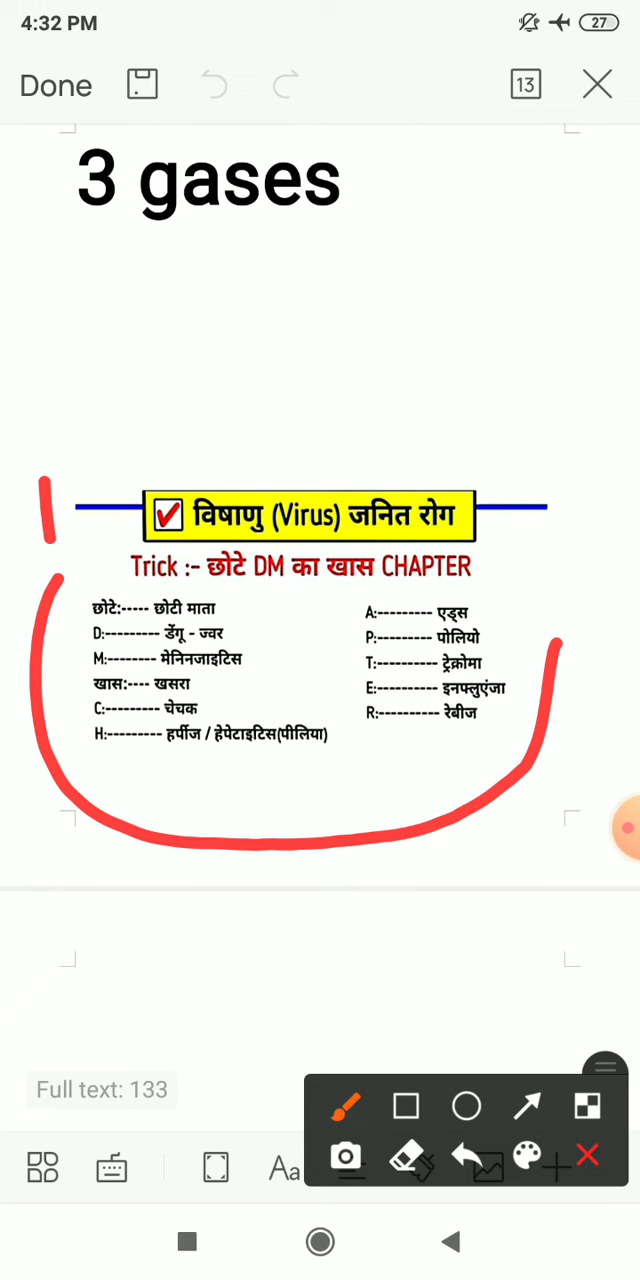 4:32 PM
27
Done
13
3 gases
विषाणु (Virus) जनित रोग
Trick :- छोटे DM का खास CHAPTER
छोटे:----- छोटी माता
D:--------- डेंगू - ज्वर
M:-------- मेनिनजाइटिस
खास:---- खसरा
C:--------- चेचक
H:--------- हर्पीज / हेपेटाइटिस(पीलिया)
A:--------- एड्स
P:--------- पोलियो
T:---------- ट्रेक्रोमा
E:---------- इनफ्लुएंजा
R:---------- रेबीज
Full text: 133
Aa